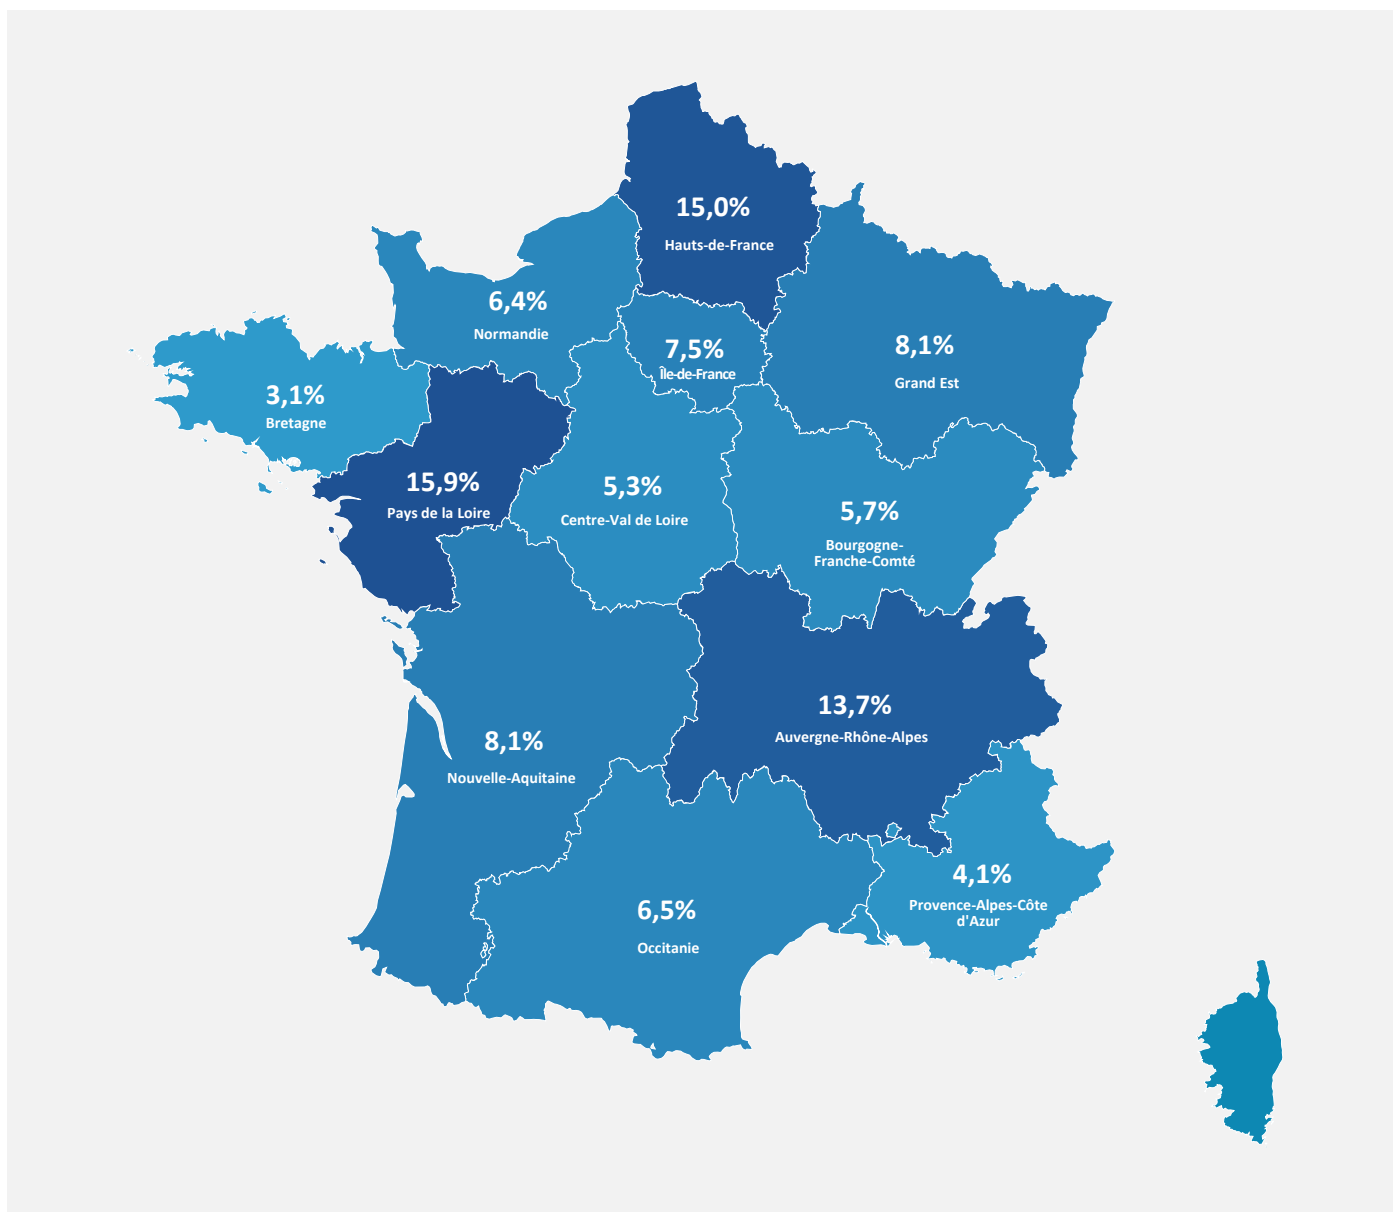 15,0%
Hauts-de-France
6,4%
Normandie
7,5%
Île-de-France
8,1%
Grand Est
3,1%
Bretagne
15,9%
Pays de la Loire
5,3%
Centre-Val de Loire
5,7%
Bourgogne-
Franche-Comté
13,7%
Auvergne-Rhône-Alpes
8,1%
Nouvelle-Aquitaine
4,1%
Provence-Alpes-Côte
d'Azur
6,5%
Occitanie